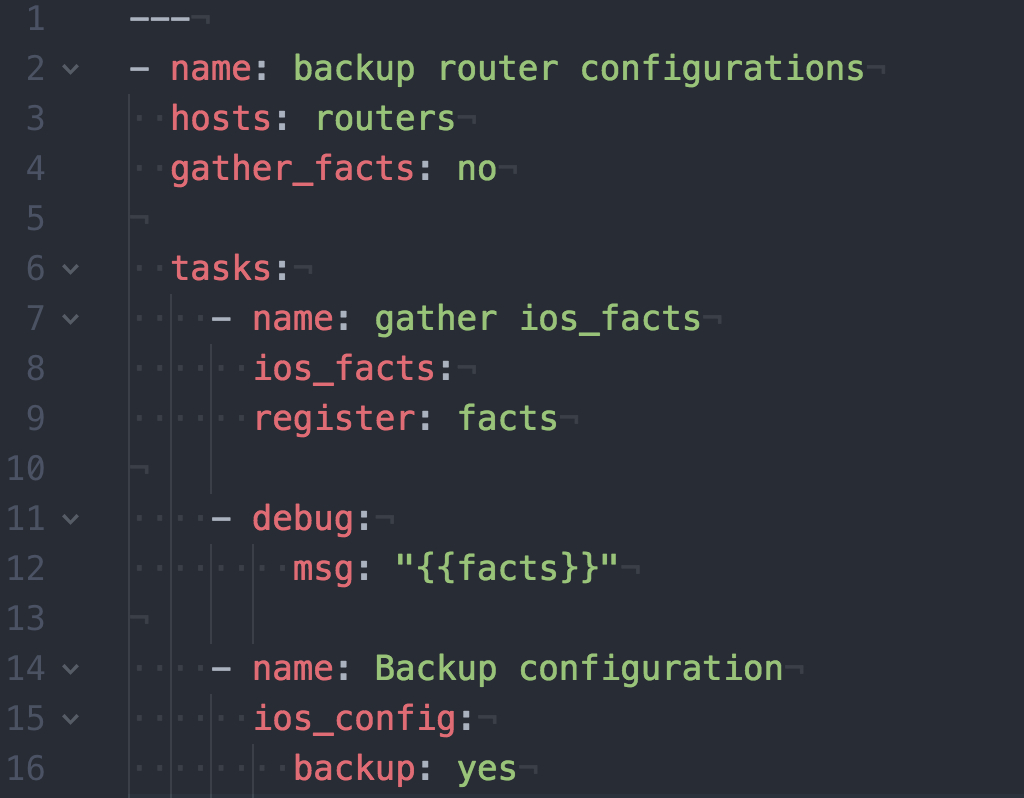 1 ---
2 - name: backup router configurations
3   hosts: routers
4   gather_facts: no
5
6   tasks:
7     - name: gather ios_facts
8       ios_facts:
9       register: facts
10
11     - debug:
12         msg: "{{facts}}"
13
14     - name: Backup configuration
15       ios_config:
16         backup: yes